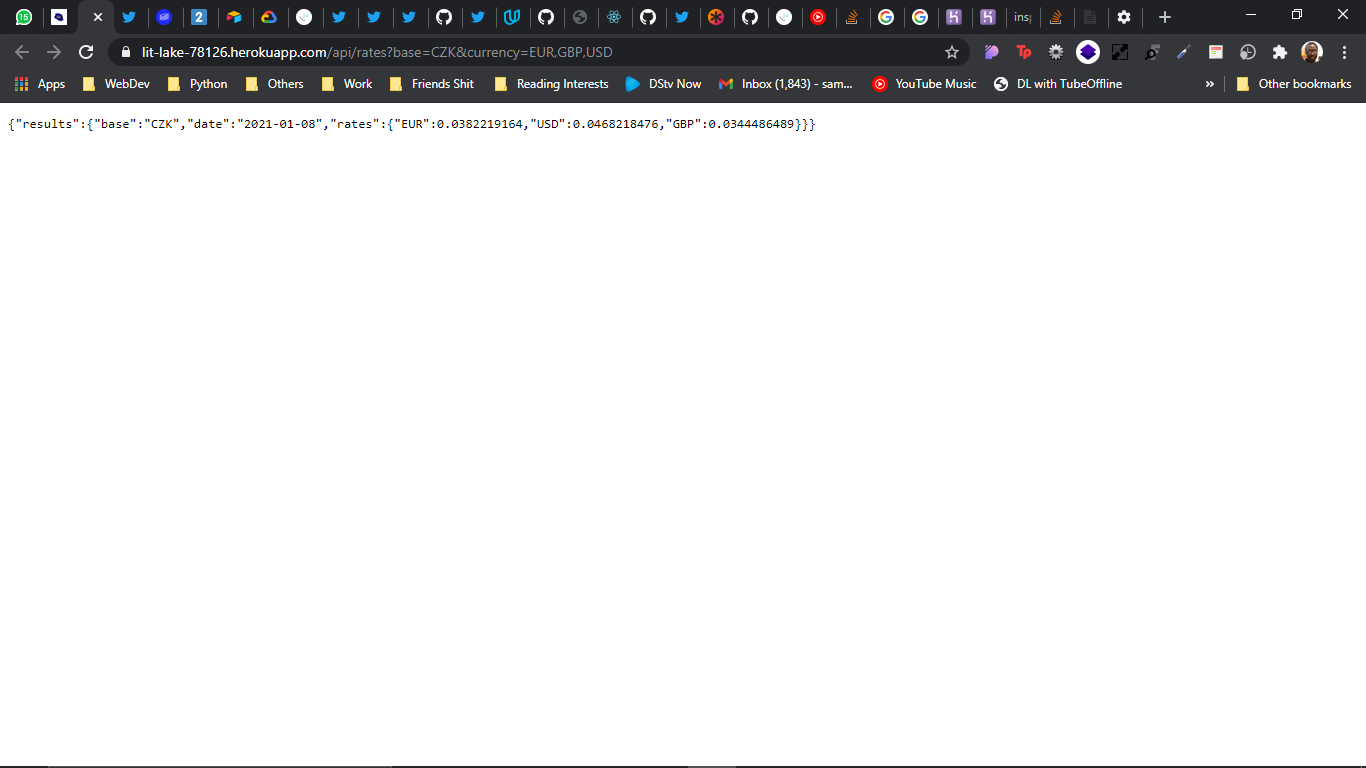 15
2
ins
lit-lake-78126.herokuapp.com/api/rates?base=CZK&currency=EUR,GBP,USD
Tp
Apps WebDev Python Others Work Friends Shit Reading Interests DStv Now Inbox (1,843) - sam... YouTube Music DL with TubeOffline » Other bookmarks
{"results":{"base":"CZK","date":"2021-01-08","rates":{"EUR":0.0382219164,"USD":0.0468218476,"GBP":0.0344486489}}}